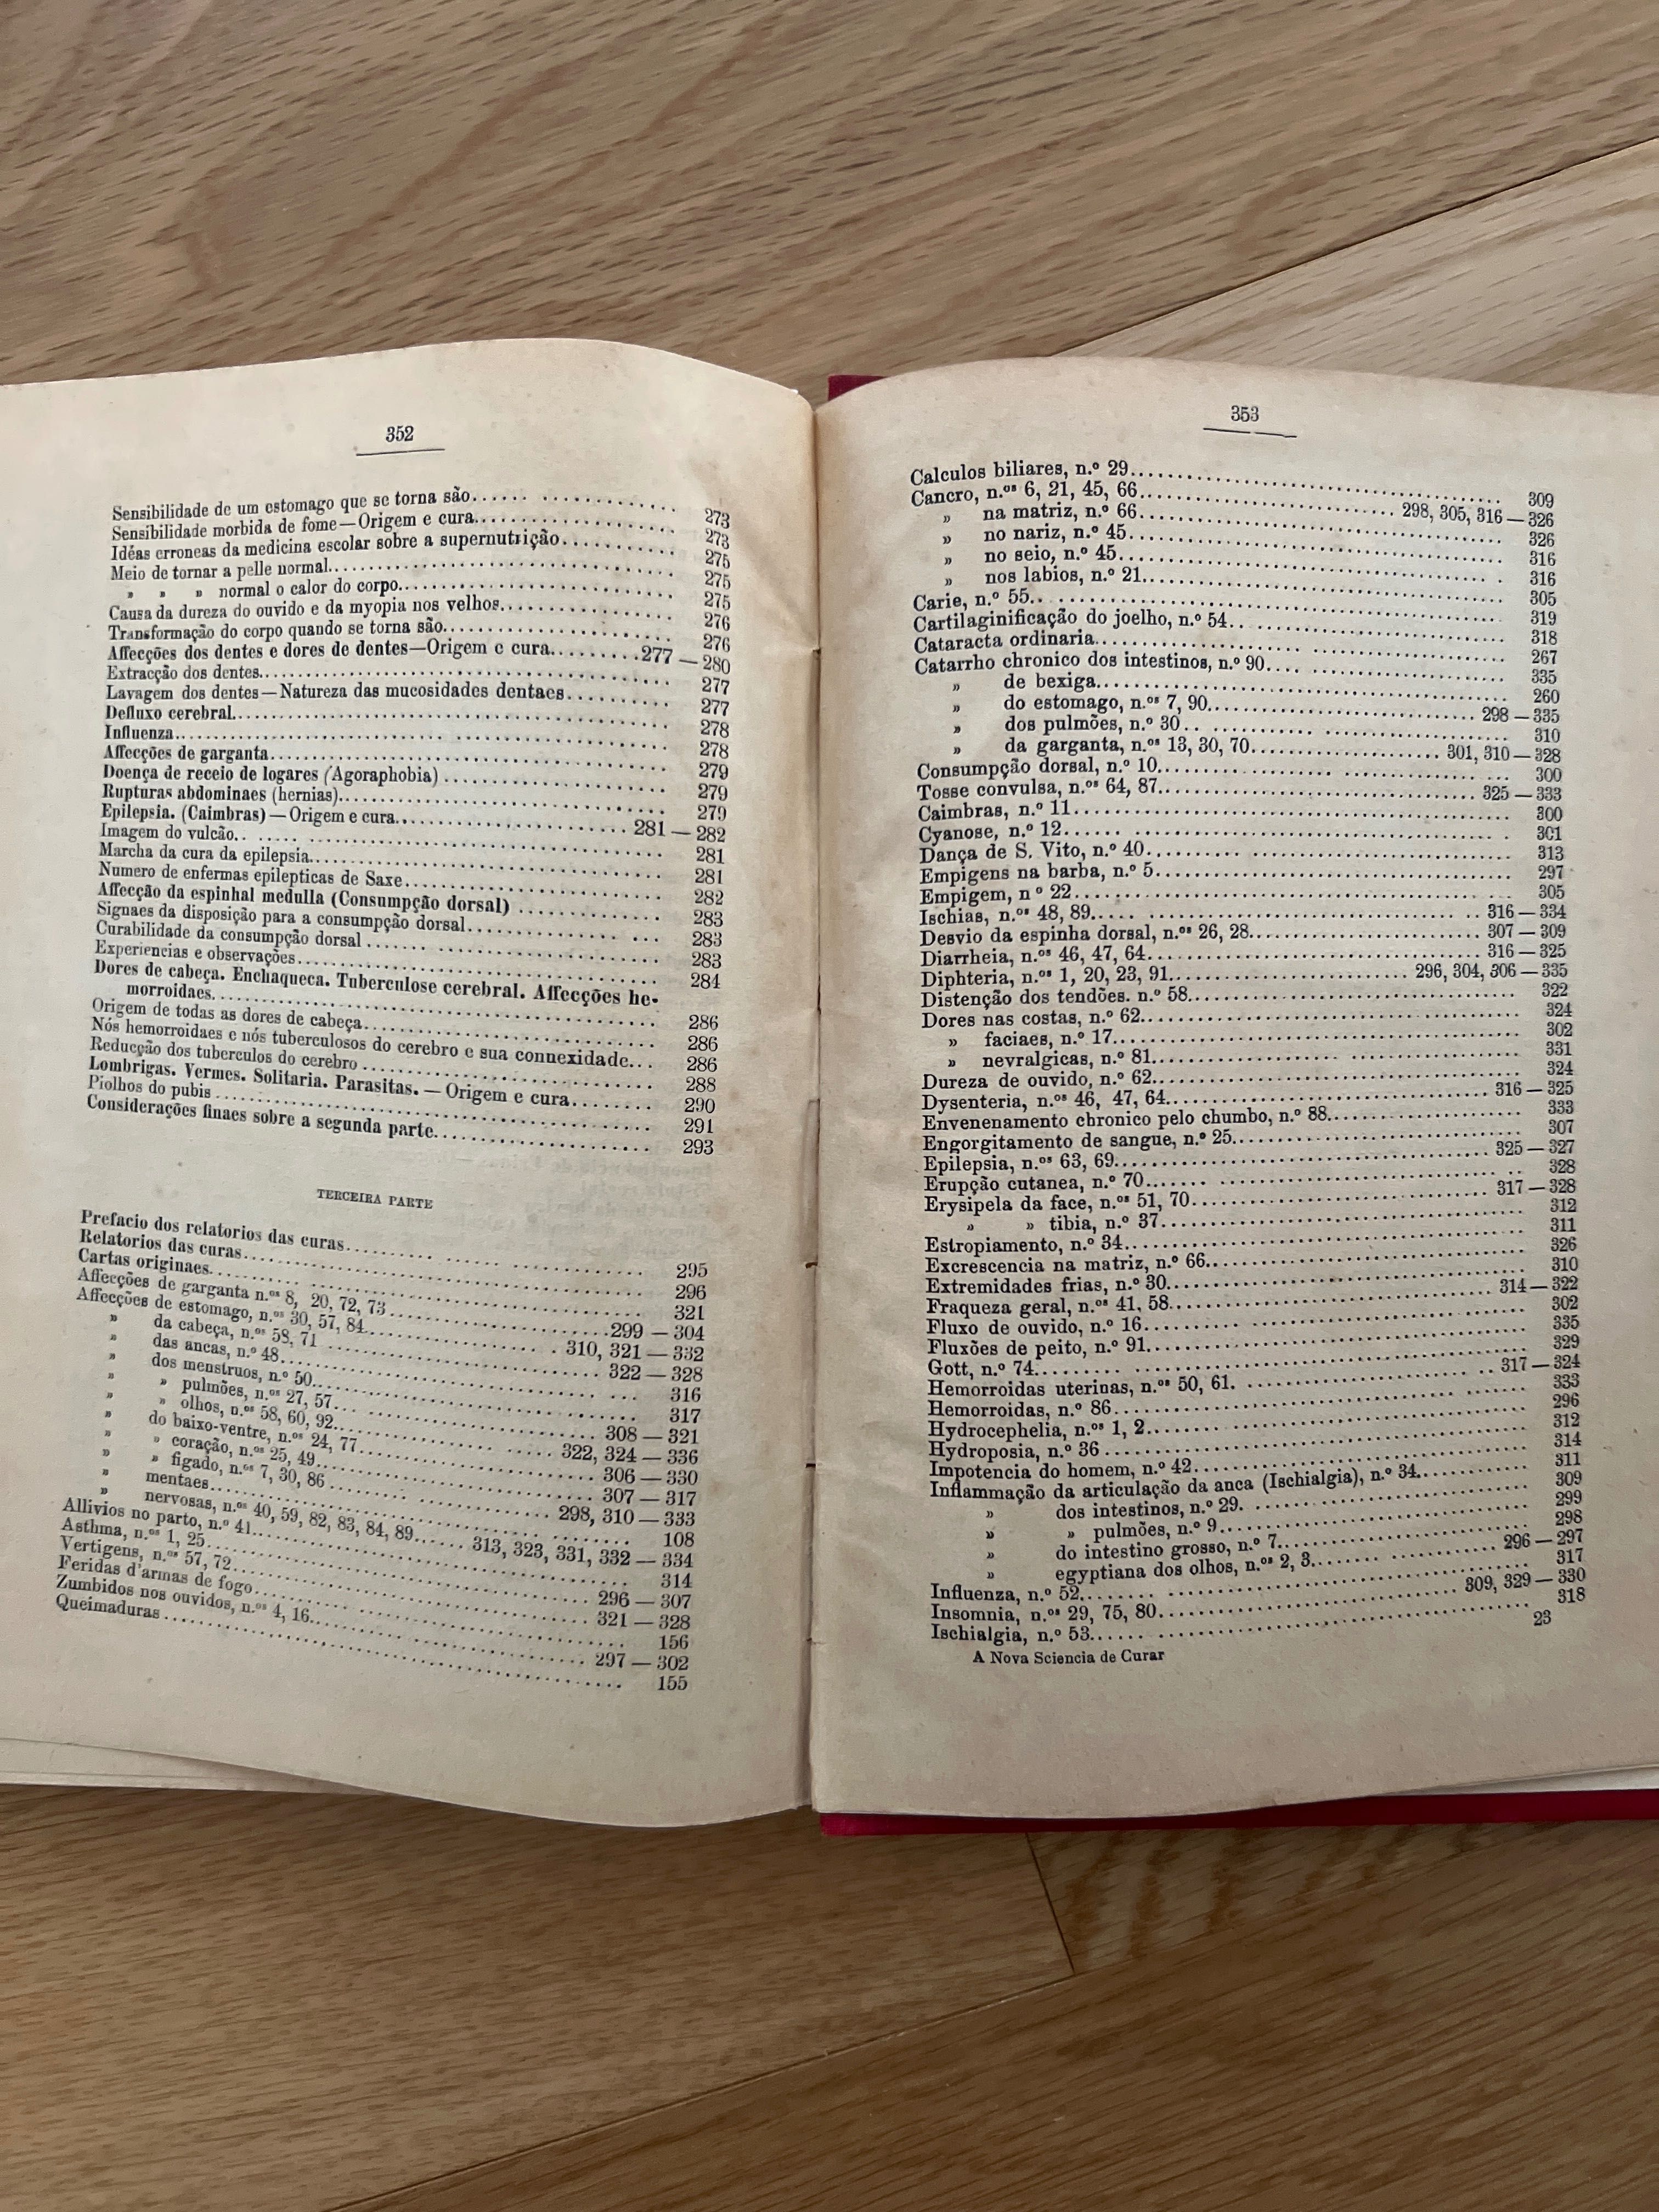 352
Sensibilidade de um estomago que se torna são...... .................. 273
Sensibilidade morbida de fome—Origem e cura......................... 273
Idéas erroneas da medicina escolar sobre a supernutrição........... 275
Meio de tornar a pelle normal............................................. 275
» » » normal o calor do corpo.................................... 275
Causa da dureza do ouvido e da myopia nos velhos................... 276
Transformação do corpo quando se torna são........................... 276
Affecções dos dentes e dores de dentes—Origem e cura.........277 — 280
Extracção dos dentes...................................................... 277
Lavagem dos dentes—Natureza das mucosidades dentaes............ 277
Defluxo cerebral............................................................ 278
Influenza..................................................................... 278
Affecções de garganta...................................................... 279
Doença de receio de logares (Agoraphobia) ........................... 279
Rupturas abdominaes (hernias)........................................... 279
Epilepsia. (Caimbras) — Origem e cura........................... 281 — 282
Imagem do vulcão.. ...... ................................................ 281
Marcha da cura da epilepsia............................................... 281
Numero de enfermas epilepticas de Saxe................................. 282
Affecção da espinhal medulla (Consumpção dorsal) .................. 283
Signaes da disposição para a consumpção dorsal................. ... 283
Curabilidade da consumpção dorsal ...... .............................. 283
Experiencias e observações................................................ 284
Dores de cabeça. Enchaqueca. Tuberculose cerebral. Affecções he-
morroidaes. ................................................................ 286
Origem de todas as dores de cabeça...................................... 286
Nós hemorroidaes e nós tuberculosos do cerebro e sua connexidade... 286
Reducção dos tuberculos do cerebro ..................................... 288
Lombrigas. Vermes. Solitaria. Parasitas. — Origem e cura......... 290
Piolhos do pubis ............................................................ 291
Considerações finaes sobre a segunda parte............................. 293
TERCEIRA PARTE
Prefacio dos relatorios das curas........... ...... .................. 295
Relatorios das curas......................................................... 296
Cartas originaes............................................................. 321
Affecções de garganta n.os 8, 20, 72, 73........................299 — 304
Affecções de estomago, n.os 30, 57, 84...................... 310, 321 — 332
» da cabeça, n.os 58, 71 ............................... 322 — 328
» das ancas, n.º 48....................................... ... 316
» dos menstruos, n.º 50..................................... 317
» » pulmões, n.os 27, 57................................. 308 — 321
» » olhos, n.os 58, 60, 92........................ 322, 324 — 336
» do baixo-ventre, n.os 24, 77............................. 306 — 330
» » coração, n.os 25, 49................................. 307 — 317
» » figado, n.os 7, 30, 86 ........................ 298, 310 — 333
» mentaes...................................................... 108
» nervosas, n.os 40, 59, 82, 83, 84, 89...... 313, 323, 331, 332 — 334
Allivios no parto, n.º 41.................................................. 314
Asthma, n.os 1, 25................................................. 296 — 307
Vertigens, n.os 57, 72.............................................. 321 — 328
Feridas d'armas de fogo.................................................... 156
Zumbidos nos ouvidos, n.os 4, 16............................... 297 — 302
Queimaduras ................................................................ 155
353
Calculos biliares, n.º 29.................................................. 309
Cancro, n.os 6, 21, 45, 66............................. 298, 305, 316 — 326
» na matriz, n.º 66............................................. 326
» no nariz, n.º 45............................................... 316
» no seio, n.º 45................................................ 316
» nos labios, n.º 21........................................... . 305
Carie, n.º 55.. ............................................................ 319
Cartilaginificação do joelho, n.º 54.. .................................. 318
Cataracta ordinaria......................................................... 267
Catarrho chronico dos intestinos, n.º 90.... ........................... 335
» de bexiga..................................................... 260
» do estomago, n.os 7, 90............................... 298 — 335
» dos pulmões, n.º 30.. .................................... 310
» da garganta, n.os 13, 30, 70....................... 301, 310 — 328
Consumpção dorsal, n.º 10................... .................. ... 300
Tosse convulsa, n.os 64, 87........................................ 325 — 333
Caimbras, n.º 11............................................................ 300
Cyanose, n.º 12...... ................................................. . 301
Dança de S. Vito, n.º 40.................................................. 313
Empigens na barba, n.º 5.................................................. 297
Empigem, n º 22.......................................................... ... 305
Ischias, n.os 48, 89..... .......................................... .. 316 — 334
Desvio da espinha dorsal, n.os 26, 28............................. 307 — 309
Diarrheia, n.os 46, 47, 64......................................... 316 — 325
Diphteria, n.os 1, 20, 23, 91............................. 296, 304, 306 — 335
Distenção dos tendões. n.º 58............................................. 322
Dores nas costas, n.º 62................................................... 324
» faciaes, n.º 17................................................ 302
» nevralgicas, n.º 81........................................... 331
Dureza de ouvido, n.º 62.................................................. 324
Dysenteria, n.os 46, 47, 64........................................ 316 — 325
Envenenamento chronico pelo chumbo, n.º 88......................... 333
Engorgitamento de sangue, n.º 25........................................ 307
Epilepsia, n.os 63, 69.............................................. 325 — 327
Erupção cutanea, n.º 70....... ....................................... .. 328
Erysipela da face, n.os 51, 70.................................... 317 — 328
» » tibia, n.º 37........................................... 312
Estropiamento, n.º 34...................................................... 311
Excrescencia na matriz, n.º 66........................................... 326
Extremidades frias, n.º 30................................................ 310
Fraqueza geral, n.os 41, 58........................................ 314 — 322
Fluxo de ouvido, n.º 16................................................... 302
Fluxões de peito, n.º 91.................................................. 335
Gott, n.º 74......... ..................................................... 329
Hemorroidas uterinas, n.os 50, 61. ............................. .. 317 — 324
Hemorroidas, n.º 86........................................................ 333
Hydrocephelia, n.os 1, 2.................................................. 296
Hydroposia, n.º 36 ......................................................... 312
Impotencia do homem, n.º 42............................................. 314
Inflammação da articulação da anca (Ischialgia), n.º 34.............. 311
» dos intestinos, n.º 29. ................................... 309
» » pulmões, n.º 9........................................ 299
» do intestino grosso, n.º 7................................. 298
» egyptiana dos olhos, n.os 2, 3....................... 296 — 297
Influenza, n.º 52....... ................................................... 317
Insomnia, n.os 29, 75, 80..................................... 309, 329 — 330
Ischialgia, n.º 53...... ................................................... 318
A Nova Sciencia de Curar 23